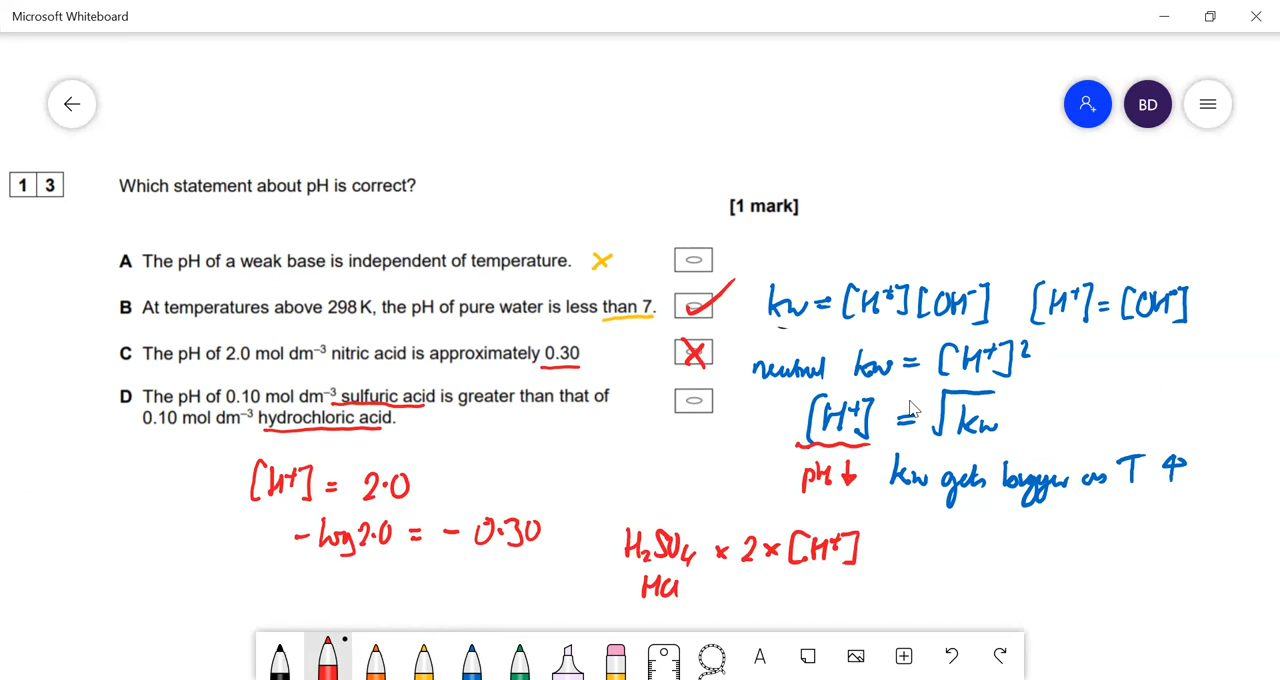 Microsoft Whiteboard
BD
1 3 Which statement about pH is correct?
[1 mark]
A The pH of a weak base is independent of temperature. ×
B At temperatures above 298 K, the pH of pure water is less than 7. ✓
C The pH of 2.0 mol dm⁻³ nitric acid is approximately 0.30 ×
D The pH of 0.10 mol dm⁻³ sulfuric acid is greater than that of
0.10 mol dm⁻³ hydrochloric acid.
kw = [H⁺][OH⁻] [H⁺] = [OH⁻]
neutral kw = [H⁺]²
[H⁺] = √kw
pH ↓ kw gets bigger as T ↑
[H⁺] = 2.0
- log 2.0 = - 0.30
H₂SO₄ × 2 × [H⁺]
HCl
A